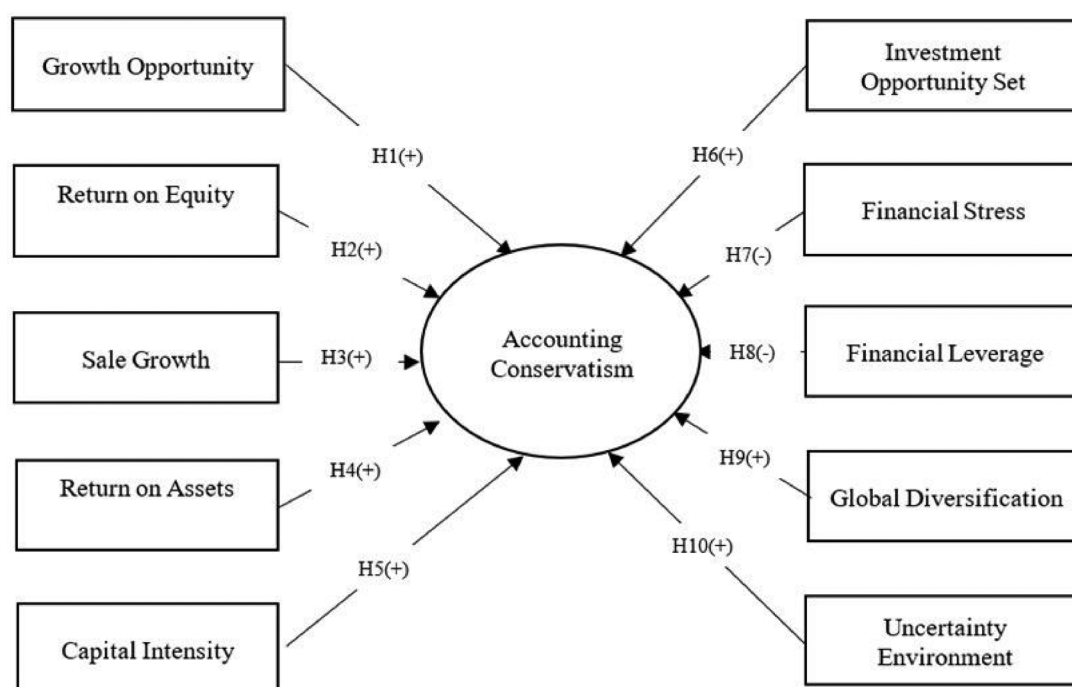 Growth Opportunity
Return on Equity
Sale Growth
Return on Assets
Capital Intensity
H1(+)
H2(+)
H3(+)
H4(+)
H5(+)
Accounting
Conservatism
H6(+)
H7(-)
H8(-)
H9(+)
H10(+)
Investment
Opportunity Set
Financial Stress
Financial Leverage
Global Diversification
Uncertainty
Environment